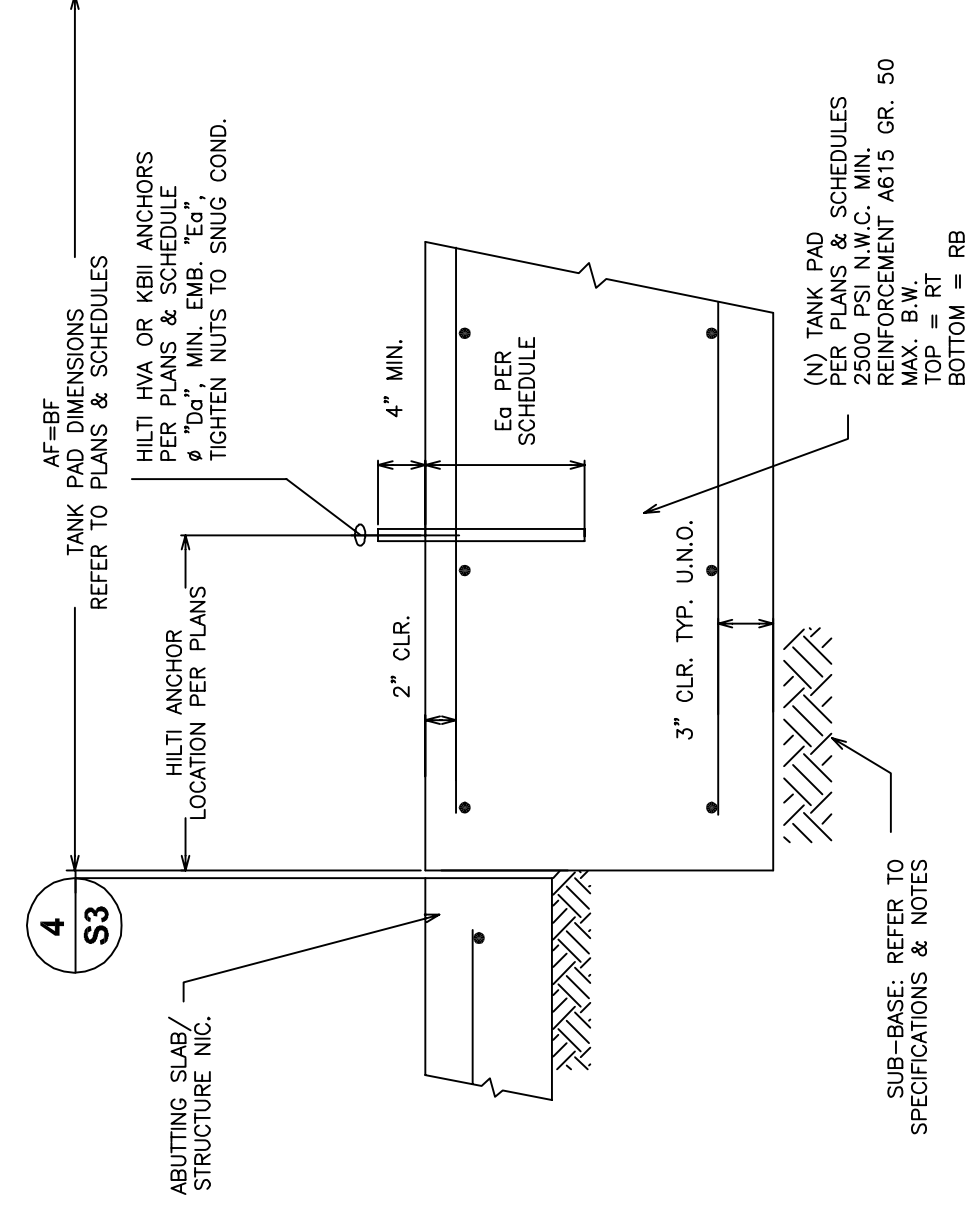 4
S3
AF=BF
TANK PAD DIMENSIONS
REFER TO PLANS & SCHEDULES
HILTI HVA OR KBII ANCHORS
PER PLANS & SCHEDULE
ø "Da", MIN. EMB. "Ea",
TIGHTEN NUTS TO SNUG COND.
HILTI ANCHOR
LOCATION PER PLANS
ABUTTING SLAB/
STRUCTURE NIC.
2" CLR.
4" MIN.
Ea PER
SCHEDULE
3" CLR. TYP. U.N.O.
SUB-BASE: REFER TO
SPECIFICATIONS & NOTES
(N) TANK PAD
PER PLANS & SCHEDULES
2500 PSI N.W.C. MIN.
REINFORCEMENT A615 GR. 50
MAX. B.W.
TOP = RT
BOTTOM = RB